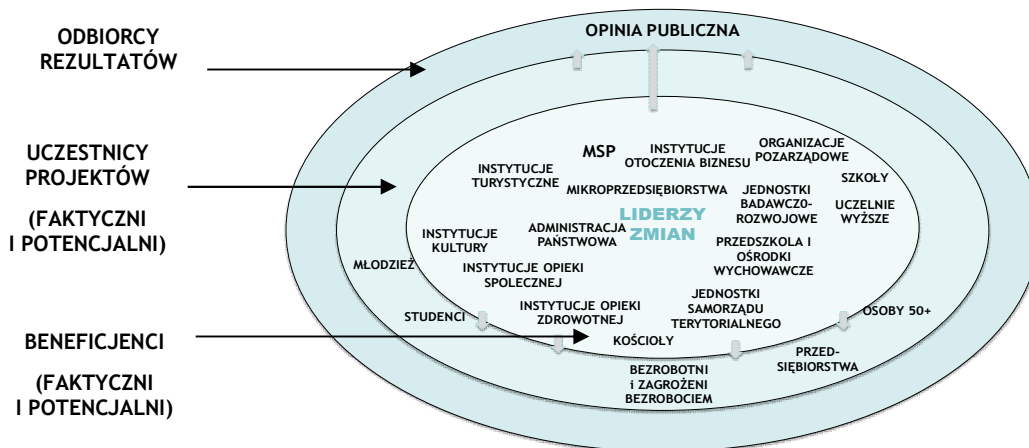 ODBIORCY
REZULTATÓW
UCZESTNICY
PROJEKTÓW
(FAKTYCZNI
I POTENCJALNI)
BENEFICJENCI
(FAKTYCZNI
I POTENCJALNI)
OPINIA PUBLICZNA
MSP
INSTYTUCJE
OTOCZENIA BIZNESU
ORGANIZACJE
POZARZĄDOWE
INSTYTUCJE
TURYSTYCZNE
SZKOŁY
MIKROPRZEDSIĘBIORSTWA
JEDNOSTKI
BADAWCZO-
ROZWOJOWE
UCZELNIE
WYŻSZE
LIDERZY
ZMIAN
ADMINISTRACJA
PAŃSTWOWA
INSTYTUCJE
KULTURY
PRZEDSZKOLA I
OŚRODKI
WYCHOWAWCZE
MŁODZIEŻ
INSTYTUCJE OPIEKI
SPOŁECZNEJ
JEDNOSTKI
SAMORZĄDU
TERYTORIALNEGO
STUDENCI
INSTYTUCJE OPIEKI
ZDROWOTNEJ
OSOBY 50+
KOŚCIOŁY
PRZED-
SIĘBIORSTWA
BEZROBOTNI
i ZAGROŻENI
BEZROBOCIEM